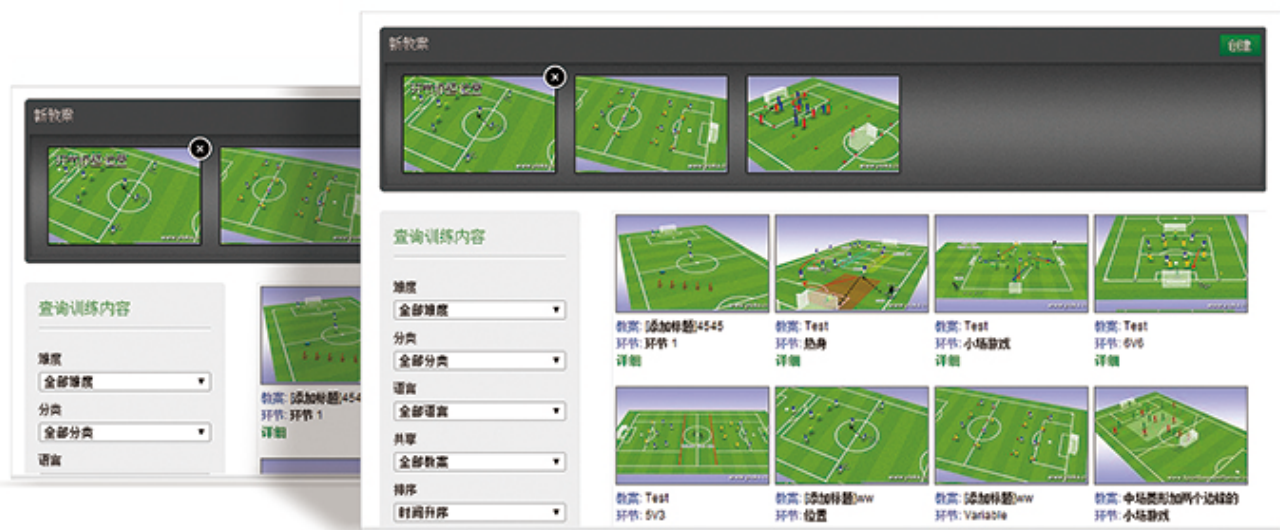 新教案
查询训练内容
难度
全部难度
分类
全部分类
语言
教案: [添加标题]454
环节: 环节 1
详细
新教案
创建
查询训练内容
难度
全部难度
分类
全部分类
语言
全部语言
共享
全部教案
排序
时间升序
教案: [添加标题]4545
环节: 环节 1
详细
教案: Test
环节: 热身
详细
教案: Test
环节: 小场游戏
详细
教案: Test
环节: 6V6
详细
教案: Test
环节: 5V3
教案: [添加标题]ww
环节: 位置
教案: [添加标题]ww
环节: Variable
教案: 中场菱形加两个边锋的
环节: 小场游戏